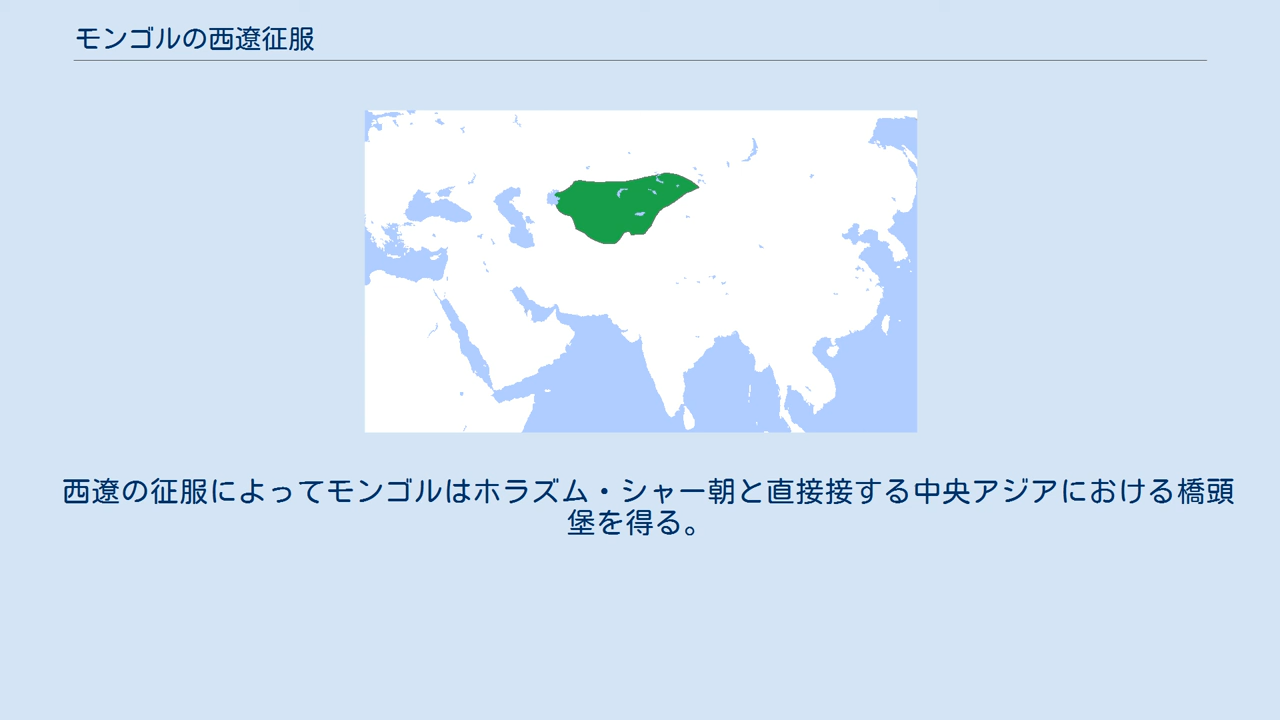 モンゴルの西遼征服
西遼の征服によってモンゴルはホラズム・シャー朝と直接接する中央アジアにおける橋頭
堡を得る。